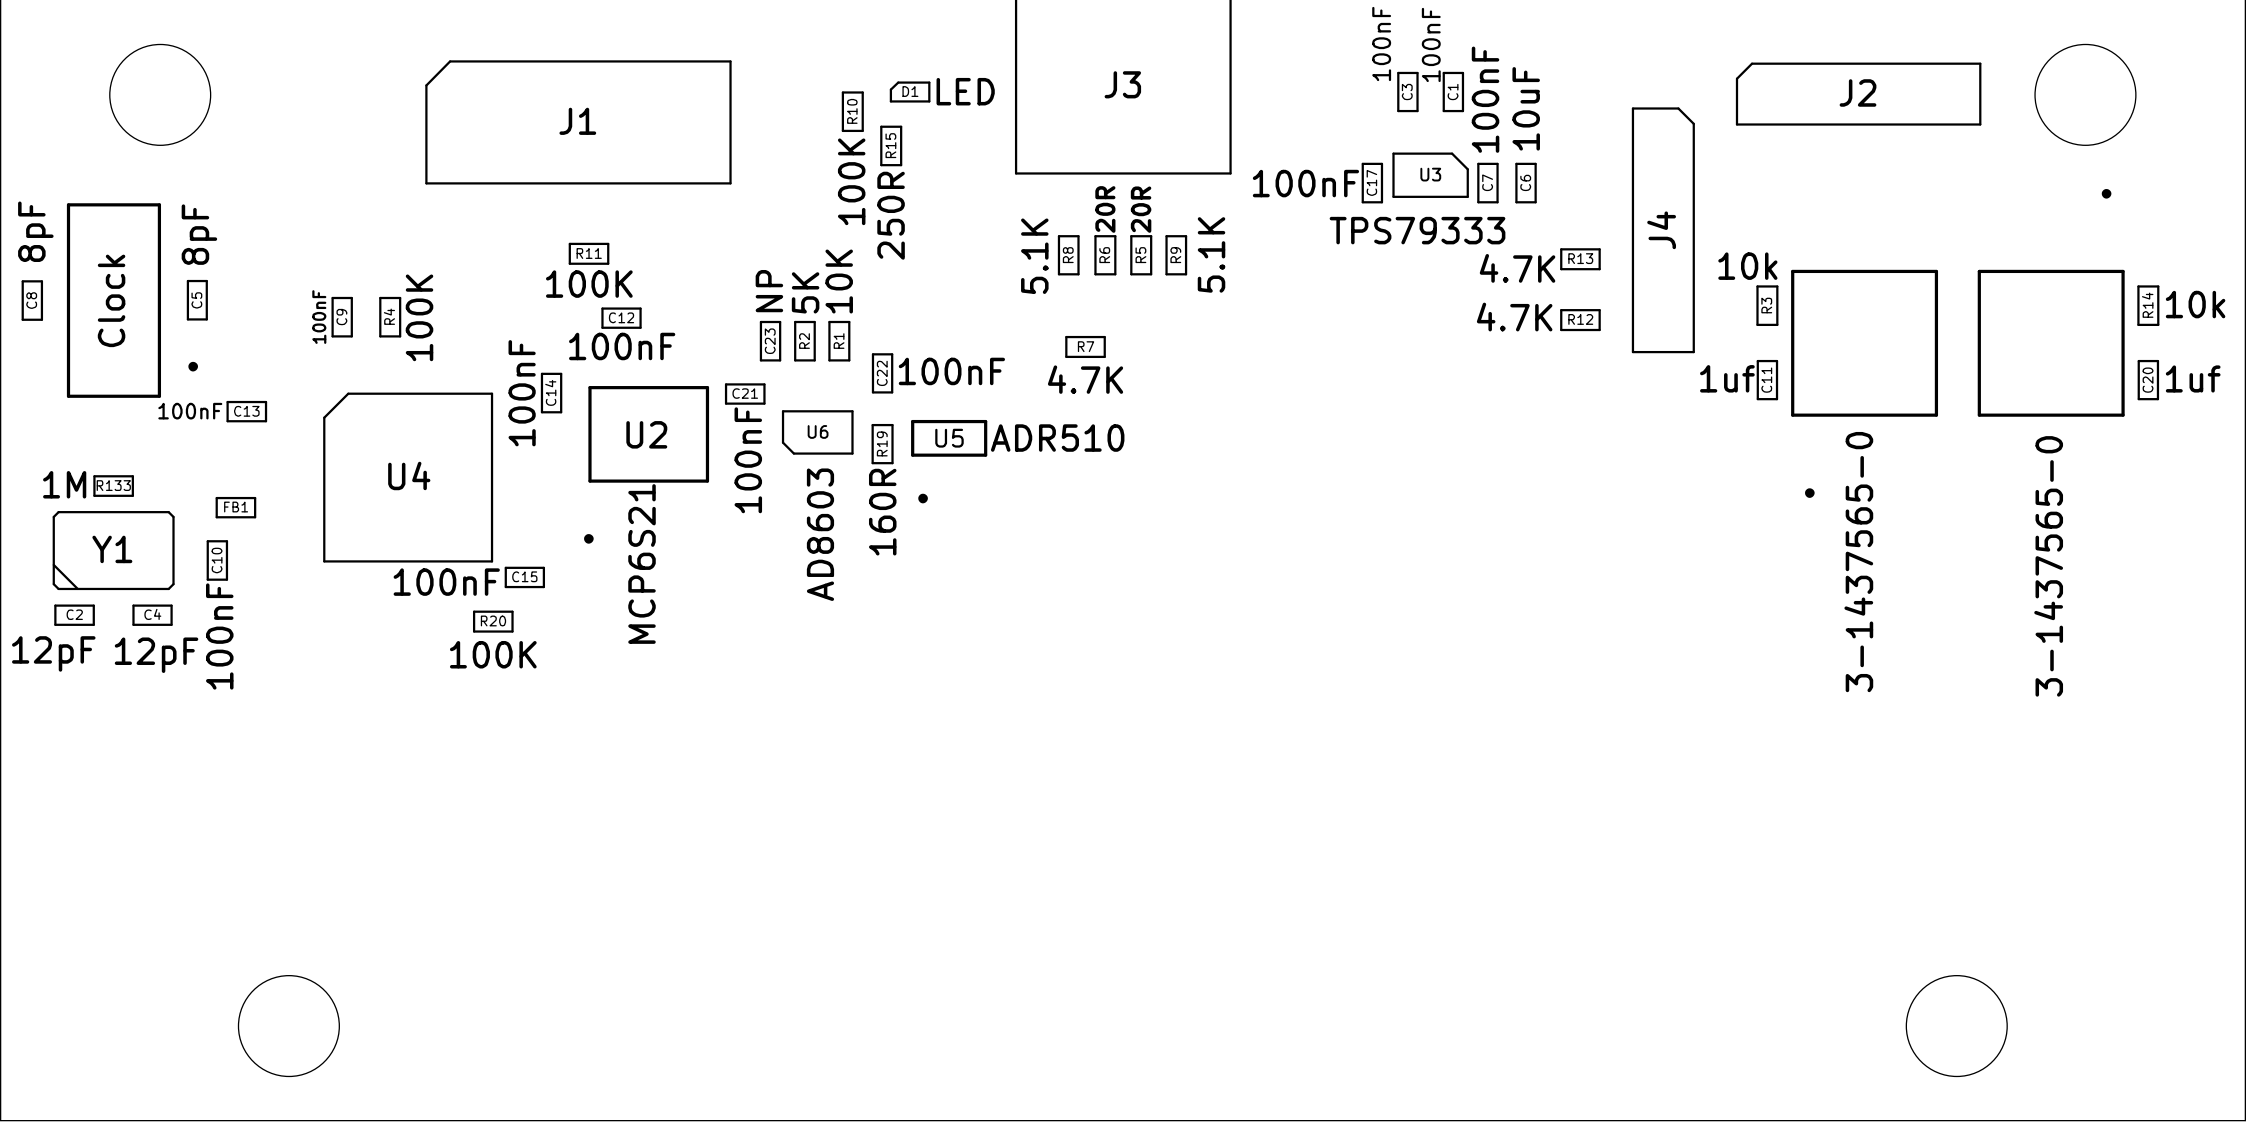 J1
D1
LED
R10
100K
R15
250R
J3
100nF
C3
100nF
C1
100nF
C7
10uF
C6
100nF
C17
U3
TPS79333
J2
J4
8pF
C8
Clock
8pF
C5
100nF
C9
R4
100K
R11
100K
C12
100nF
NP
C23
5K
R2
10K
R1
5.1K
R8
20R
R6
20R
R5
R9
5.1K
4.7K
R13
4.7K
R12
10k
R3
1uf
C11
R14
10k
C20
1uf
100nF
C13
100nF
C14
U2
MCP6S21
C21
100nF
C22
100nF
R7
4.7K
U6
AD8603
R19
160R
U5
ADR510
1M
R133
FB1
Y1
C10
100nF
C2
12pF
C4
12pF
U4
100nF
C15
R20
100K
3-1437565-0
3-1437565-0